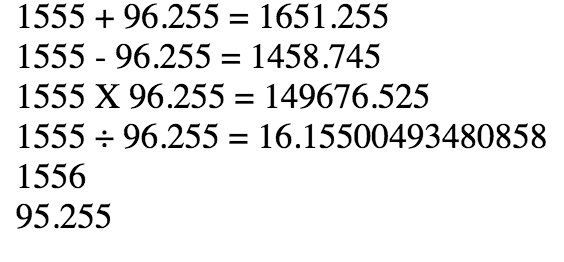 1555 + 96.255 = 1651.255
1555 - 96.255 = 1458.745
1555 X 96.255 = 149676.525
1555 ÷ 96.255 = 16.15500493480858
1556
95.255